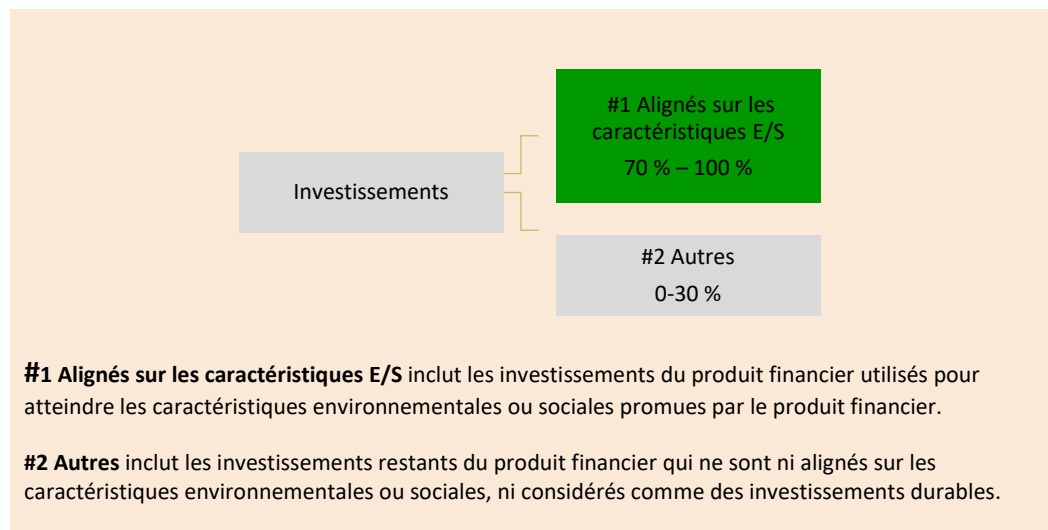 #1 Alignés sur les
caractéristiques E/S
70 % – 100 %
Investissements
#2 Autres
0-30 %
#1 Alignés sur les caractéristiques E/S inclut les investissements du produit financier utilisés pour
atteindre les caractéristiques environnementales ou sociales promues par le produit financier.
#2 Autres inclut les investissements restants du produit financier qui ne sont ni alignés sur les
caractéristiques environnementales ou sociales, ni considérés comme des investissements durables.